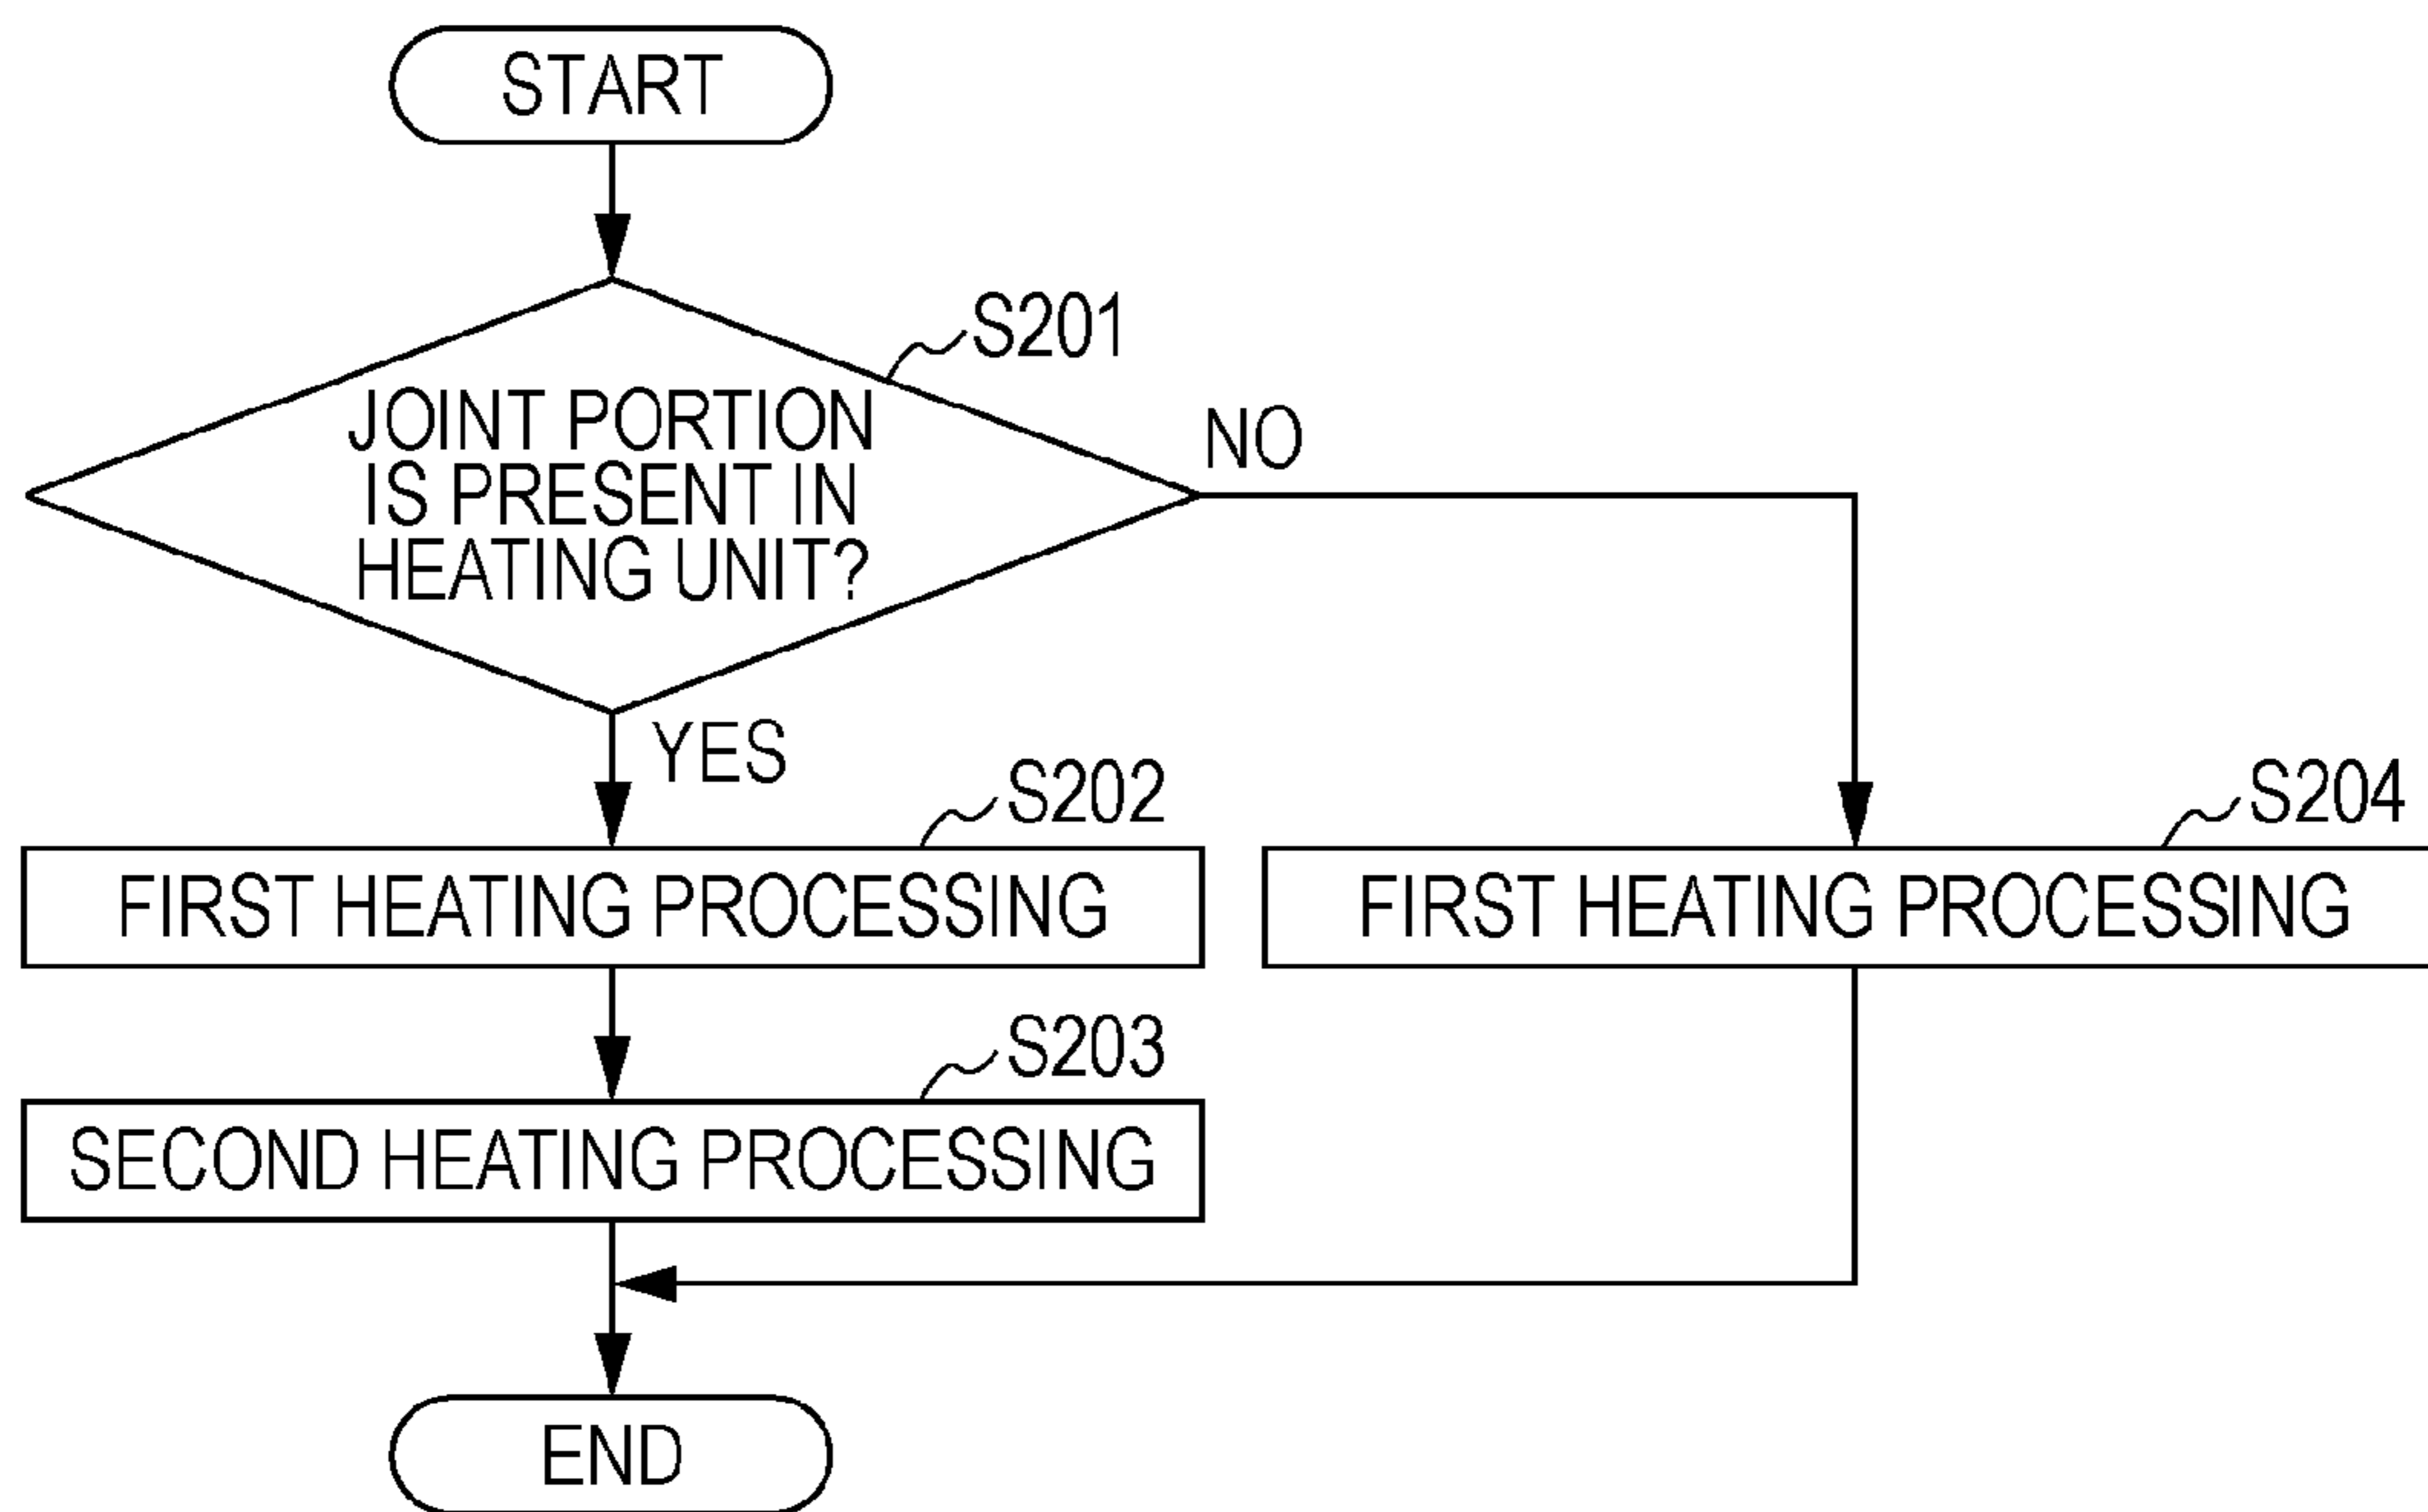 START
S201
JOINT PORTION
IS PRESENT IN
HEATING UNIT?
NO
YES
S202
S204
FIRST HEATING PROCESSING
FIRST HEATING PROCESSING
S203
SECOND HEATING PROCESSING
END